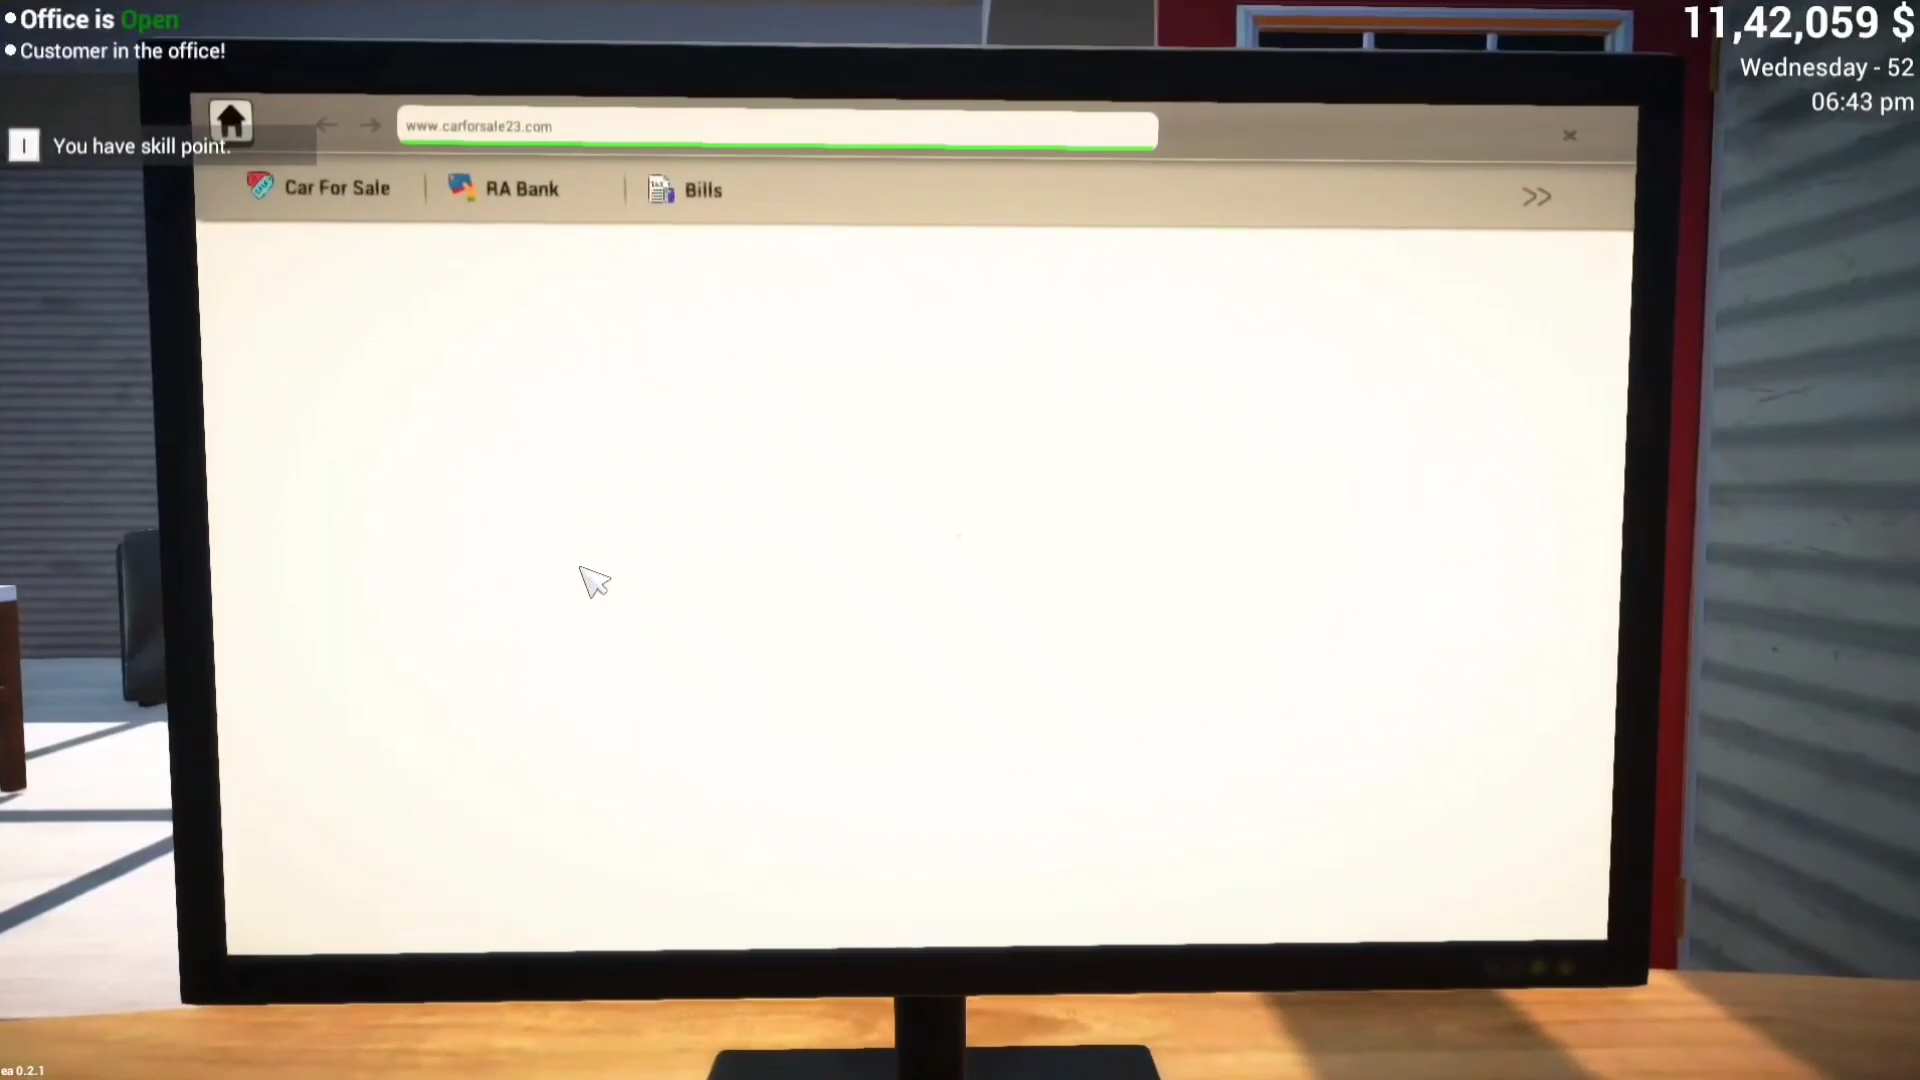 Office is Open
Customer in the office!
11,42,059 $
Wednesday - 52
06:43 pm
I You have skill point.
www.carforsale23.com
Car For Sale
RA Bank
Bills
>>
ea 0.2.1